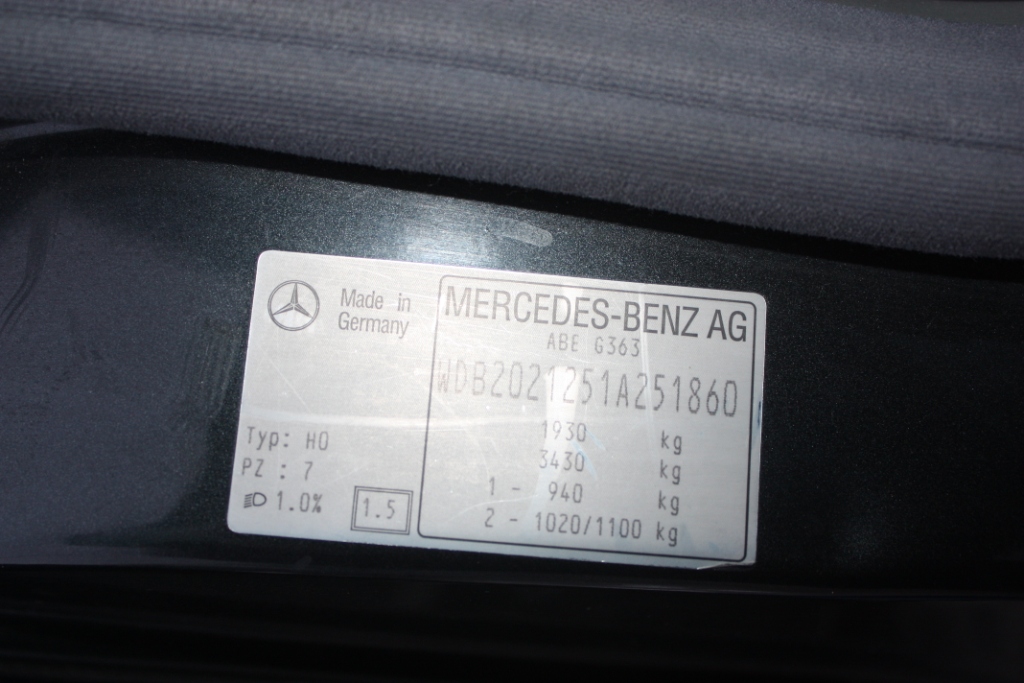 Made in
Germany
MERCEDES-BENZ AG
ABE G363
WDB2021251A251860
1930 kg
3430 kg
1 - 940 kg
2 - 1020/1100 kg
Typ: HO
PZ : 7
1.0%
1.5